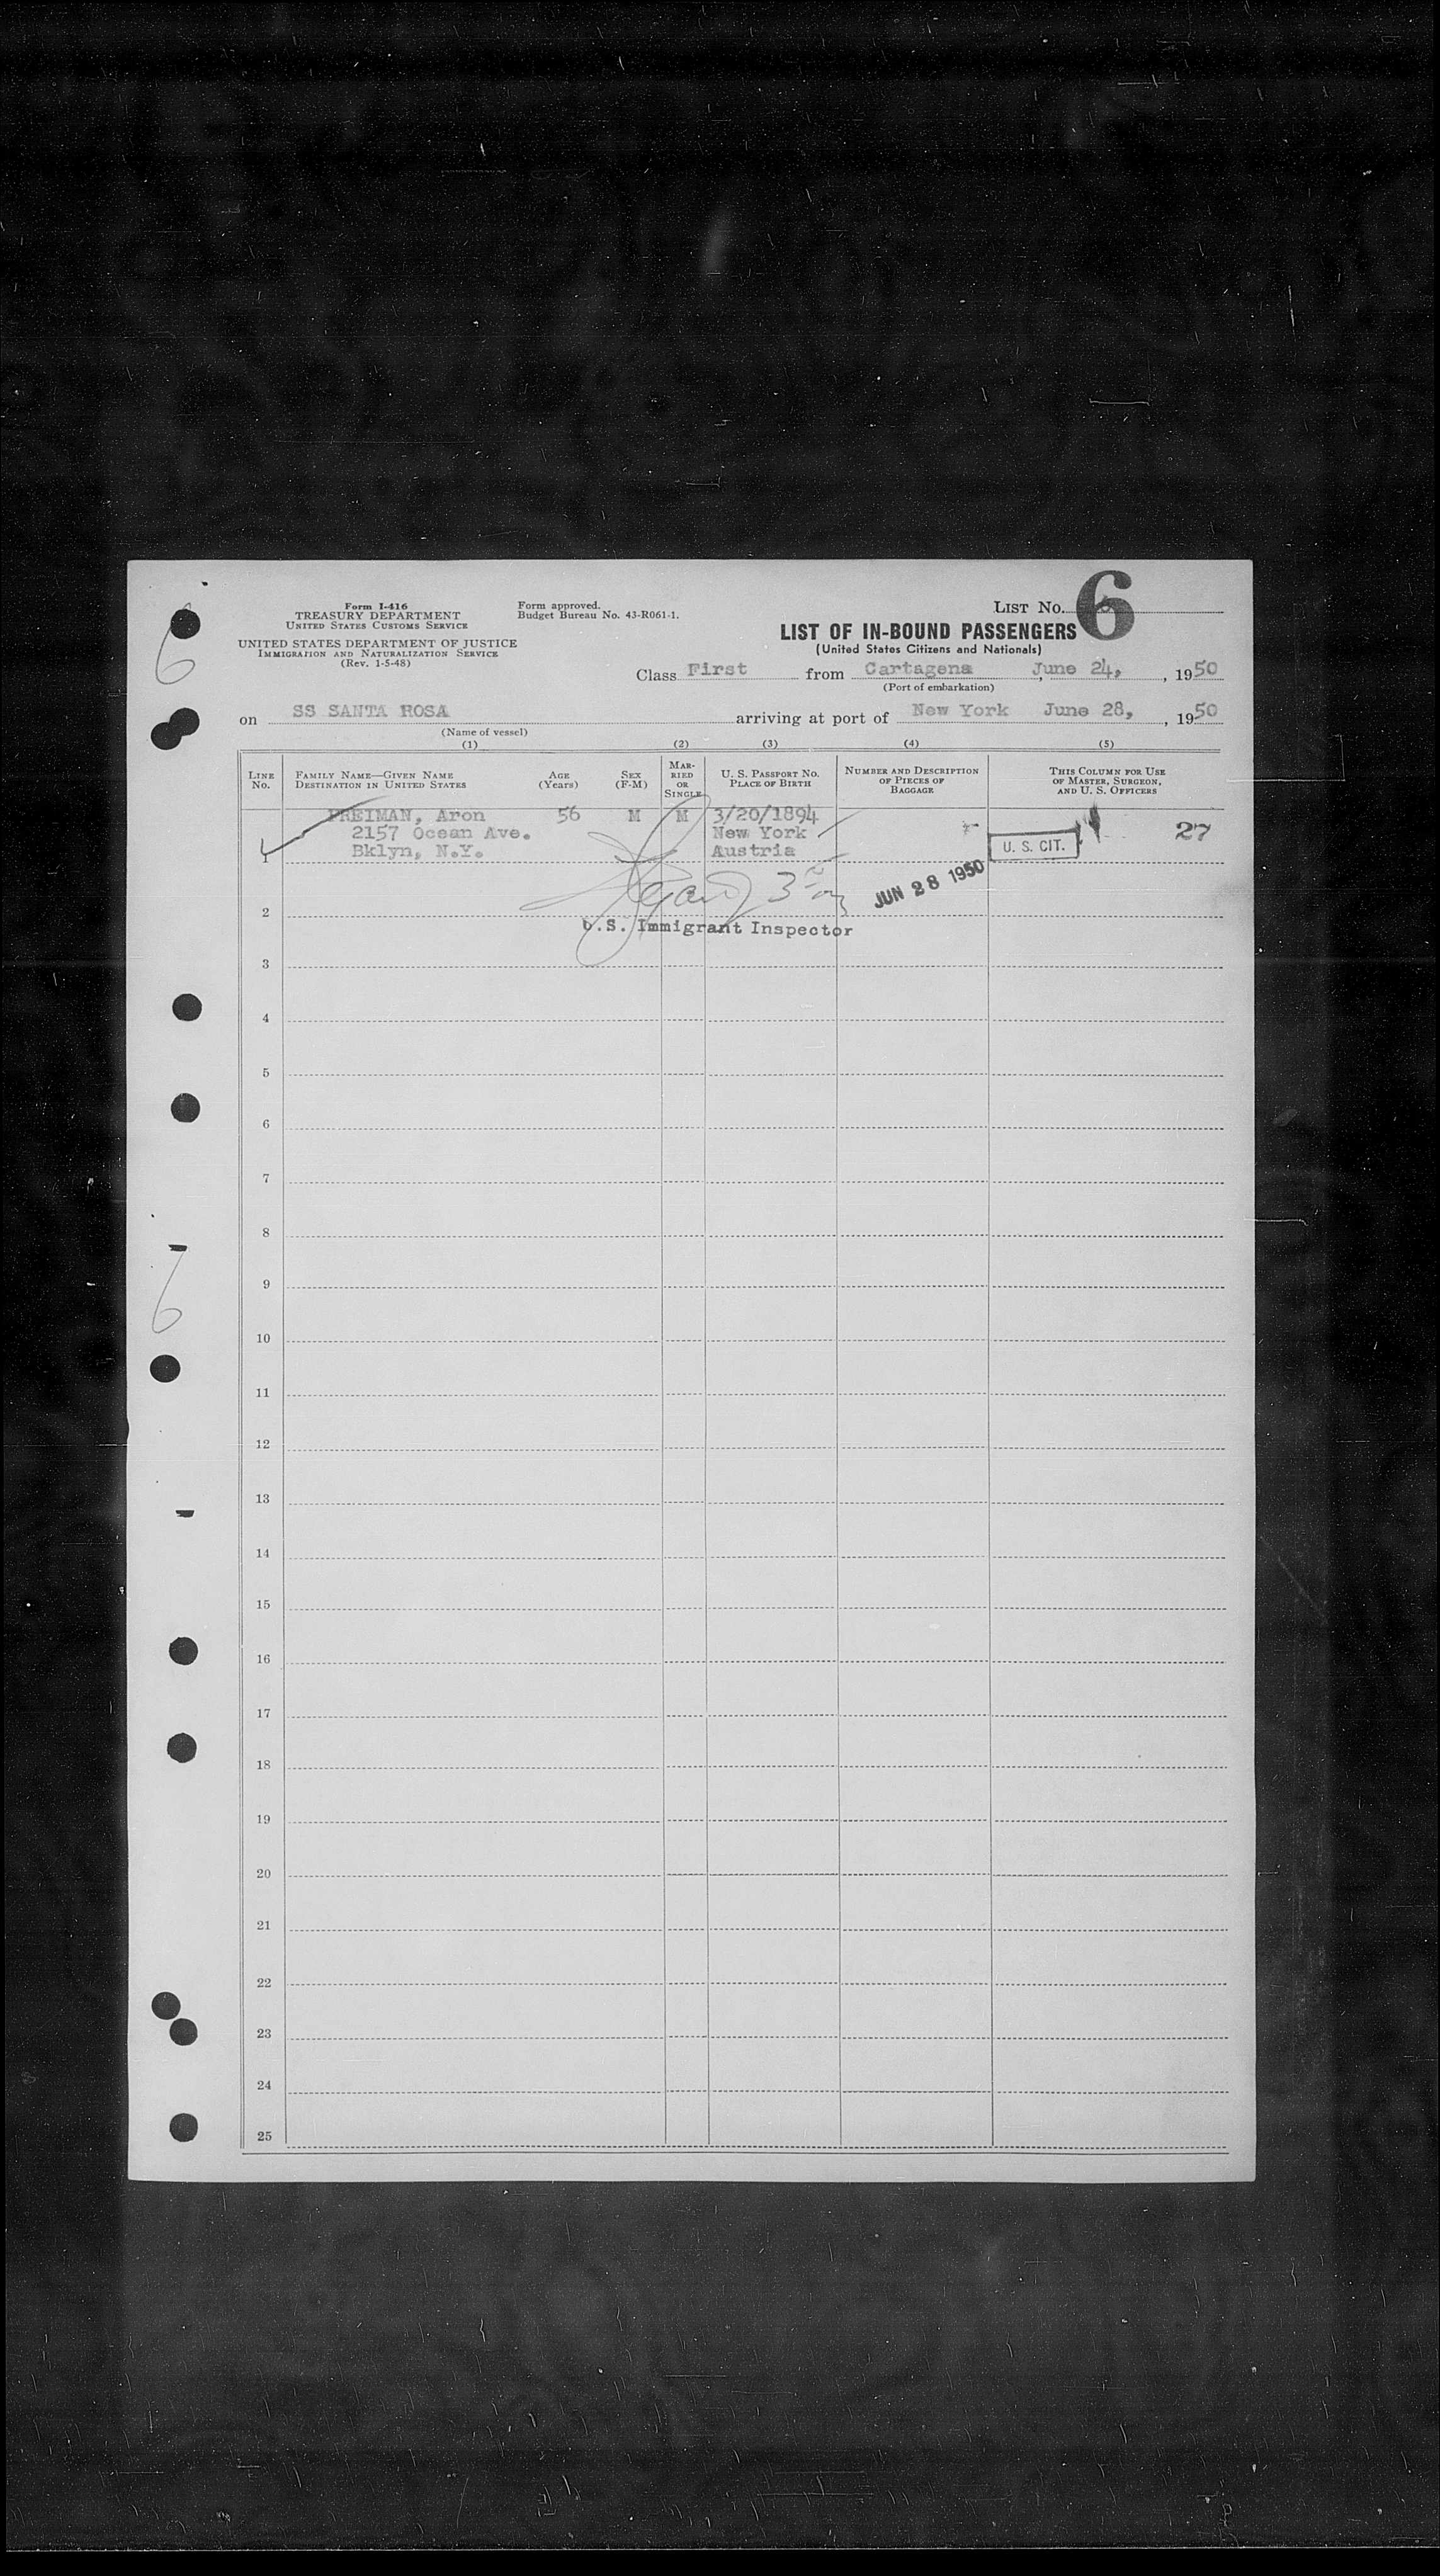 6
Form I-416
TREASURY DEPARTMENT
UNITED STATES CUSTOMS SERVICE
UNITED STATES DEPARTMENT OF JUSTICE
IMMIGRATION AND NATURALIZATION SERVICE
(Rev. 1-5-48)
Form approved.
Budget Bureau No. 43-R061-1.
LIST No. 6
LIST OF IN-BOUND PASSENGERS
(United States Citizens and Nationals)
Class First from Cartagena, June 24, , 1950
(Port of embarkation)
on SS SANTA ROSA arriving at port of New York June 28, , 1950
(Name of vessel)
(1) (2) (3) (4) (5)
LINE No.
FAMILY NAME—GIVEN NAME
DESTINATION IN UNITED STATES
AGE (Years)
SEX (F-M)
MARRIED OR SINGLE
U. S. PASSPORT No.
PLACE OF BIRTH
NUMBER AND DESCRIPTION OF PIECES OF BAGGAGE
THIS COLUMN FOR USE OF MASTER, SURGEON, AND U. S. OFFICERS
1 Aron 56 M M 3/20/1894
2157 Ocean Ave. New York
Bklyn, N.Y. Austria
U. S. CIT. 27
JUN 28 1950
U.S. Immigrant Inspector
2
3
4
5
6
7
8
9
6
10
11
12
13
14
15
16
17
18
19
20
21
22
23
24
25